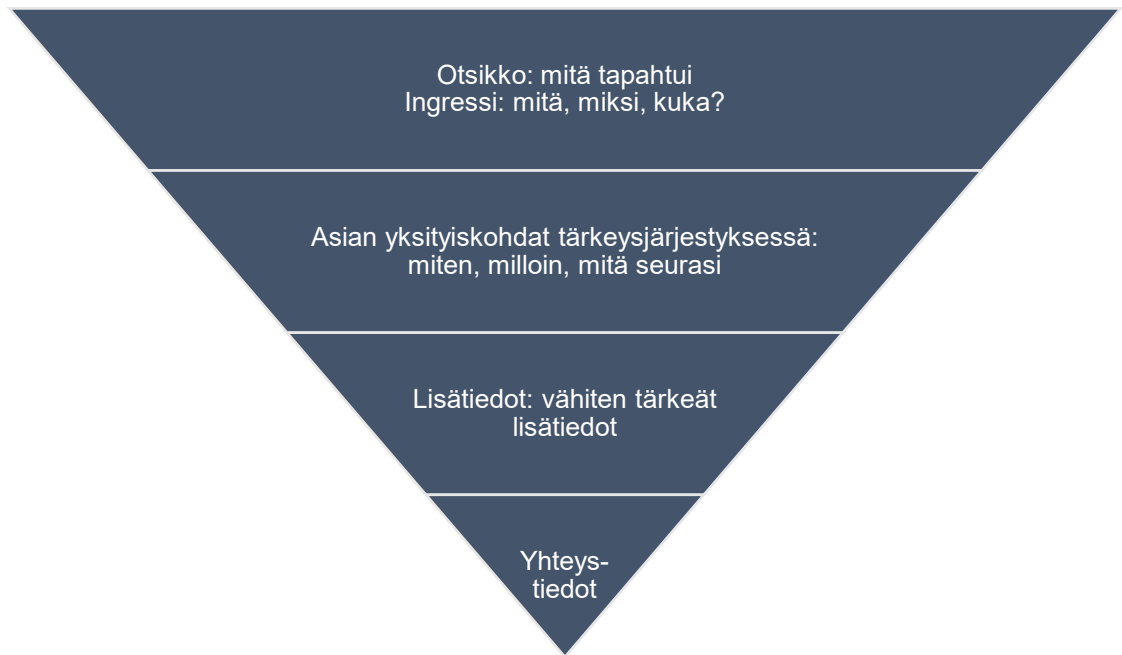 Otsikko: mitä tapahtui
Ingressi: mitä, miksi, kuka?
Asian yksityiskohdat tärkeysjärjestyksessä:
miten, milloin, mitä seurasi
Lisätiedot: vähiten tärkeät
lisätiedot
Yhteys-
tiedot